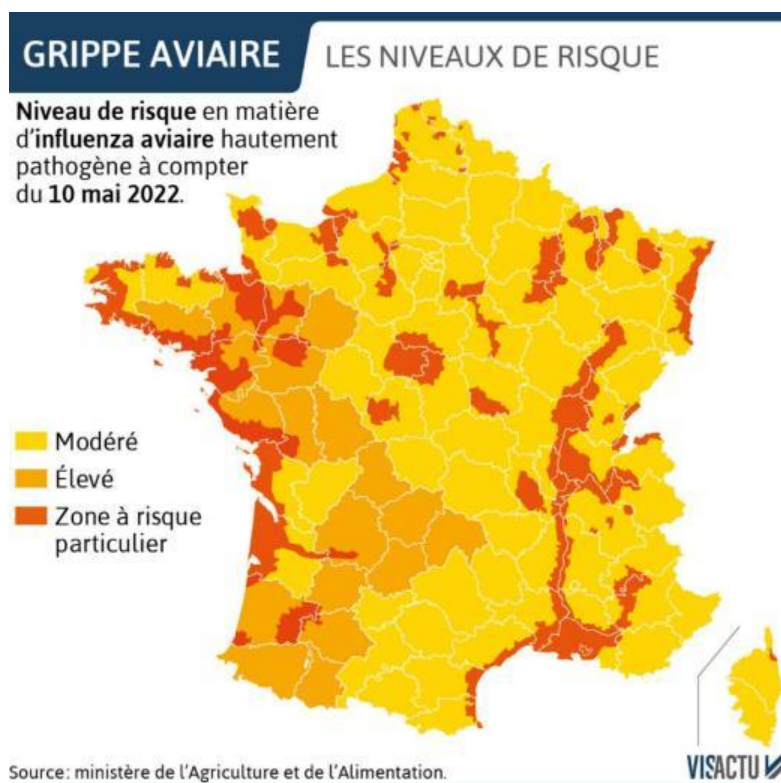 GRIPPE AVIAIRE
LES NIVEAUX DE RISQUE
Niveau de risque en matière
d'influenza aviaire hautement
pathogène à compter
du 10 mai 2022.
Modéré
Élevé
Zone à risque
particulier
Source: ministère de l'Agriculture et de l'Alimentation.
VISACTU